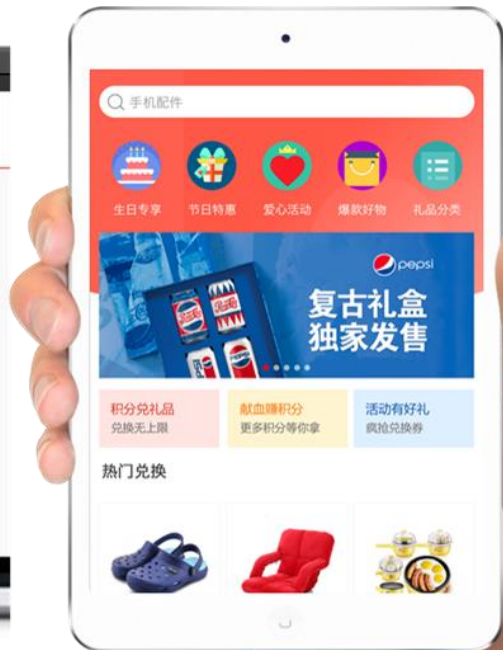 手机配件
生日专享
节日特惠
爱心活动
爆款好物
礼品分类
pepsi
复古礼盒
独家发售
积分兑礼品
兑换无上限
献血赚积分
更多积分等你拿
活动有好礼
疯抢兑换券
热门兑换